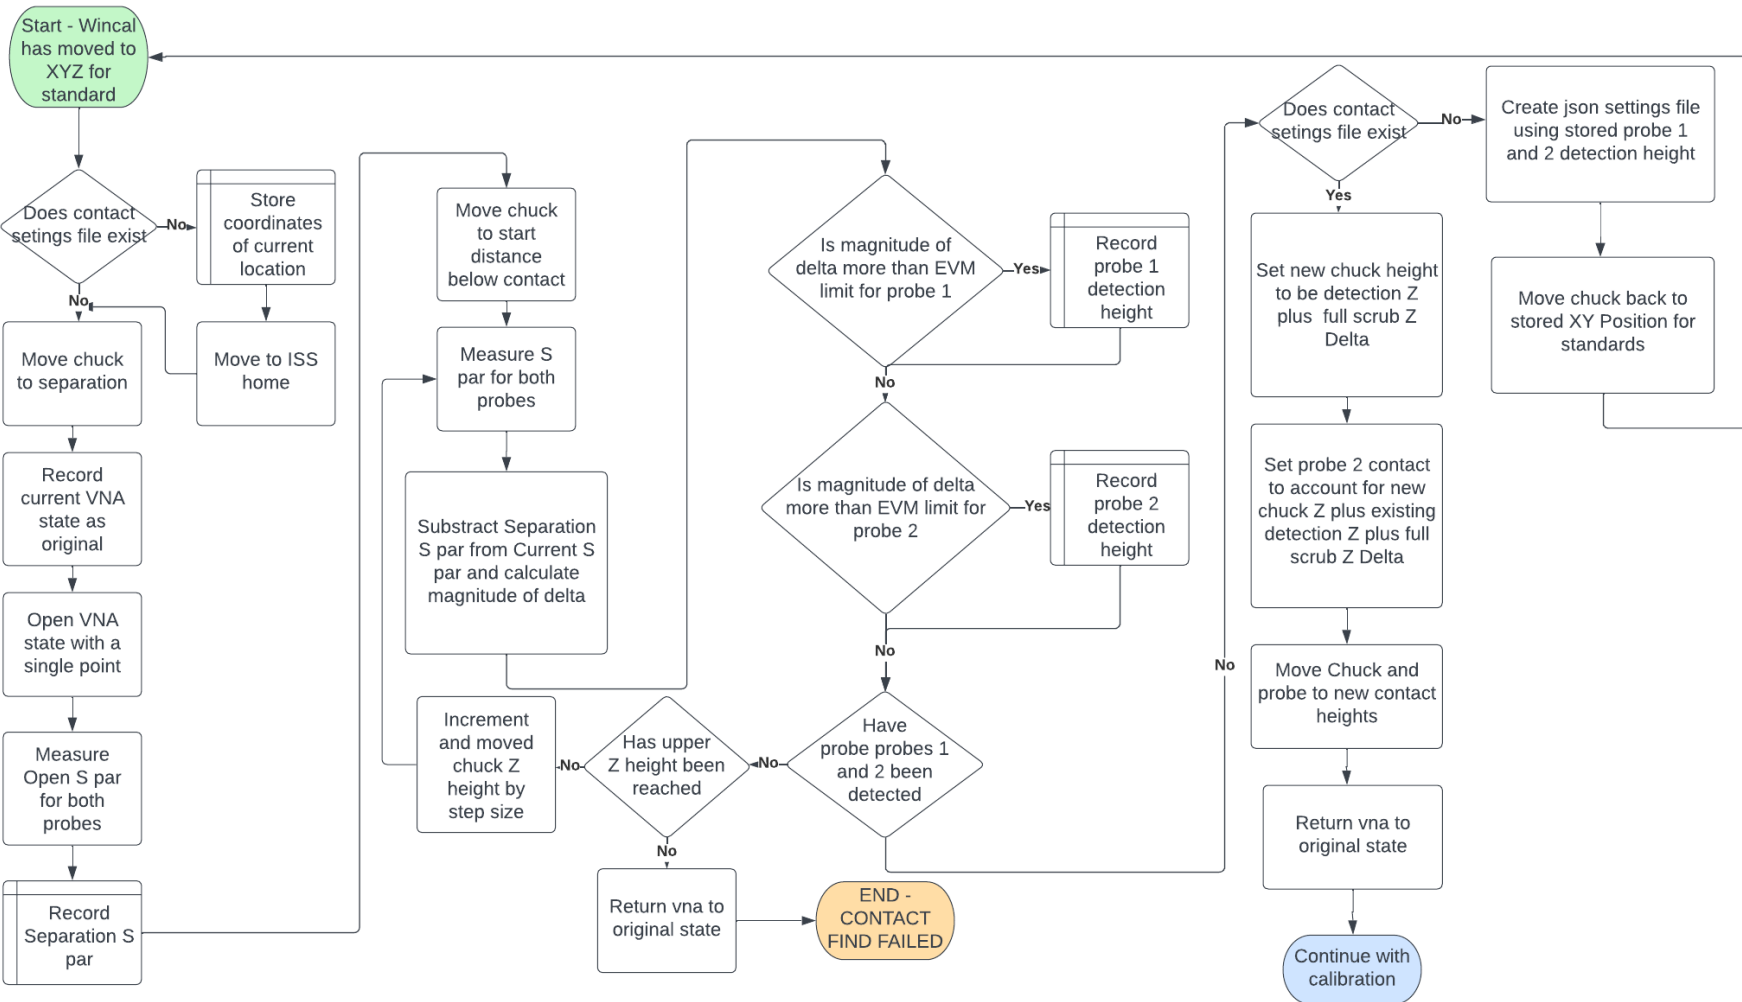 Start - Wincal
has moved to
XYZ for
standard
Does contact
setings file exist
No
Store
coordinates
of current
location
No
Move to ISS
home
Move chuck
to separation
Record
current VNA
state as
original
Open VNA
state with a
single point
Measure
Open S par
for both
probes
Record
Separation S
par
Move chuck
to start
distance
below contact
Measure S
par for both
probes
Substract Separation
S par from Current S
par and calculate
magnitude of delta
Increment
and moved
chuck Z
height by
step size
No
Has upper
Z height been
reached
No
No
Return vna to
original state
END -
CONTACT
FIND FAILED
Is magnitude of
delta more than EVM
limit for probe 1
Yes
Record
probe 1
detection
height
No
Is magnitude of delta
more than EVM limit for
probe 2
Yes
Record
probe 2
detection
height
No
Have
probe probes 1
and 2 been
detected
No
Does contact
setings file exist
No
Create json settings file
using stored probe 1
and 2 detection height
Move chuck back to
stored XY Position for
standards
Yes
Set new chuck height
to be detection Z
plus  full scrub Z
Delta
Set probe 2 contact
to account for new
chuck Z plus existing
detection Z plus full
scrub Z Delta
Move Chuck and
probe to new contact
heights
Return vna to
original state
Continue with
calibration